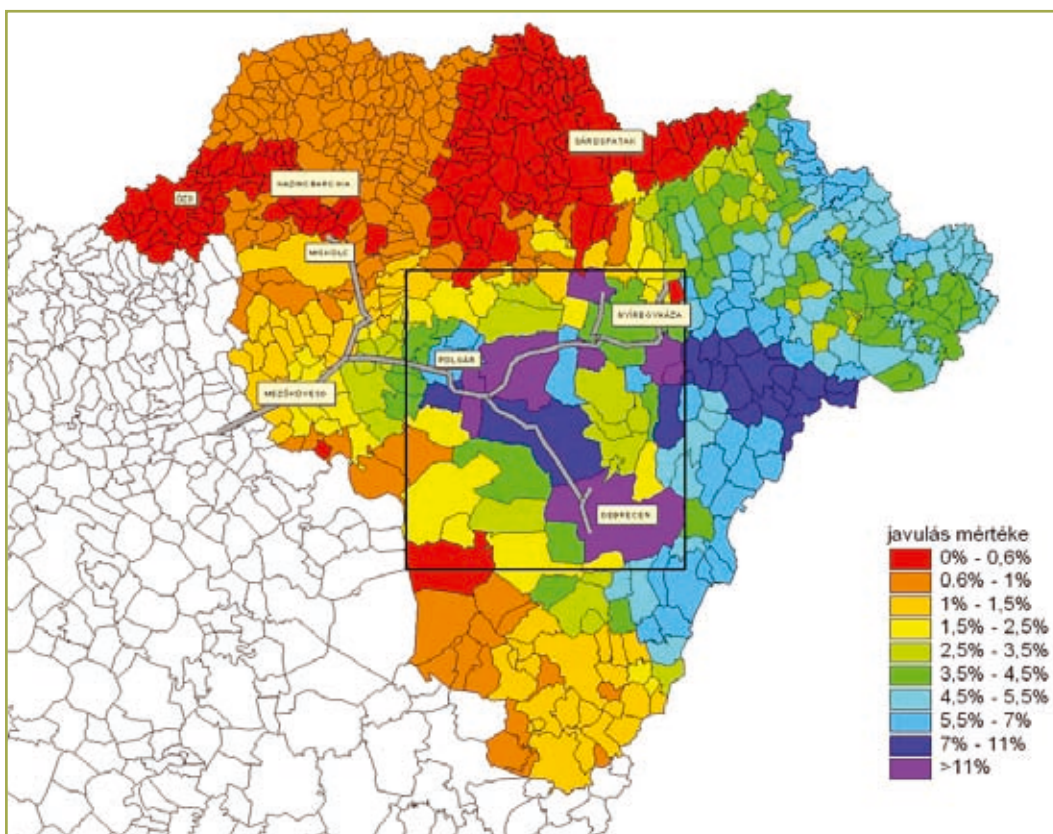 SÁROSPATAK
KAZINCBARCIKA
ÓZD
MISKOLC
NYÍREGYHÁZA
POLGÁR
MEZŐKÖVESD
DEBRECEN
javulás mértéke
0% - 0,6%
0.6% - 1%
1% - 1,5%
1,5% - 2,5%
2,5% - 3,5%
3,5% - 4,5%
4,5% - 5,5%
5,5% - 7%
7% - 11%
>11%